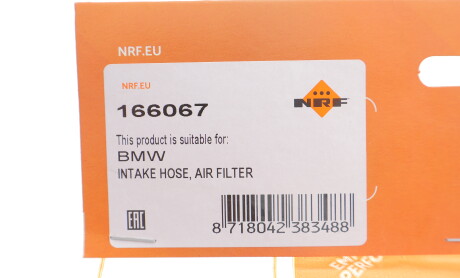 NRF.EU
NRF.EU
NRF
166067
This product is suitable for:
BMW
INTAKE HOSE, AIR FILTER
EAC
8 718042 383488